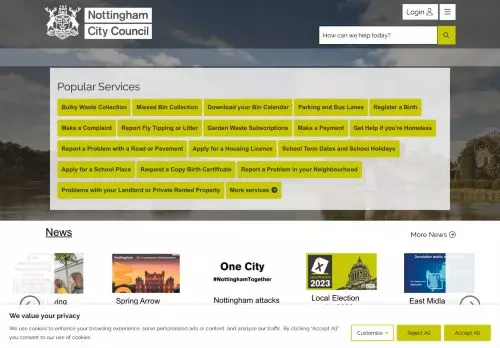 Nottingham
City Council
Login
How can we help today?
Popular Services
Bulky Waste Collection
Missed Bin Collection
Download your Bin Calendar
Parking and Bus Lanes
Register a Birth
Make a Complaint
Report Fly Tipping or Litter
Garden Waste Subscriptions
Make a Payment
Get Help if you're Homeless
Report a Problem with a Road or Pavement
Apply for a Housing Licence
School Term Dates and School Holidays
Apply for a School Place
Request a Copy Birth Certificate
Report a Problem in your Neighbourhood
Problems with your Landlord or Private Rented Property
More services
News
More News
Nottingham
One City
#NottinghamTogether
Local Election
2023
Spring Arrow
Nottingham attacks
Local Election
East Midla
We value your privacy
We use cookies to enhance your browsing experience, serve personalised ads or content, and analyse our traffic. By clicking "Accept All",
you consent to our use of cookies.
Customize
Reject All
Accept All